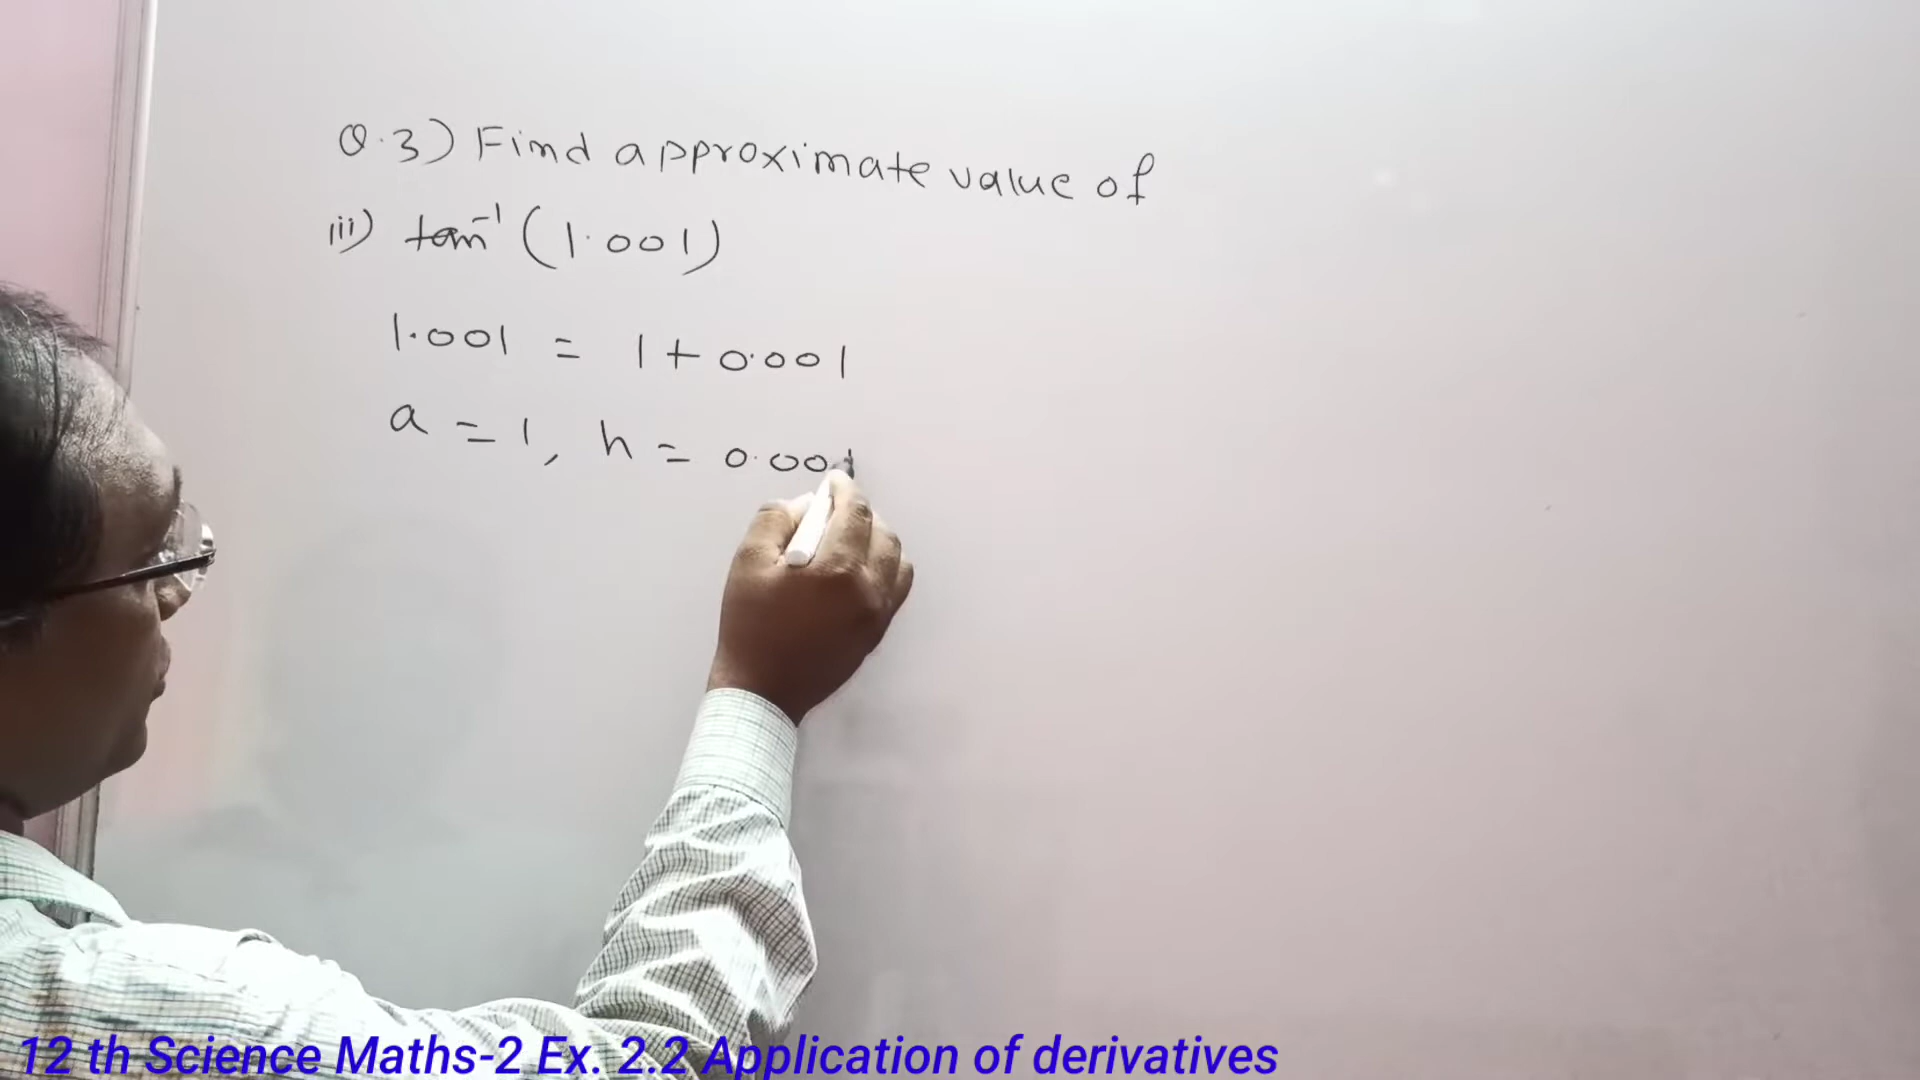 Q.3) Find approximate value of
iii) tan⁻¹ (1.001)
1.001 = 1 + 0.001
a = 1, h = 0.001
12 th Science Maths-2 Ex. 2.2 Application of derivatives